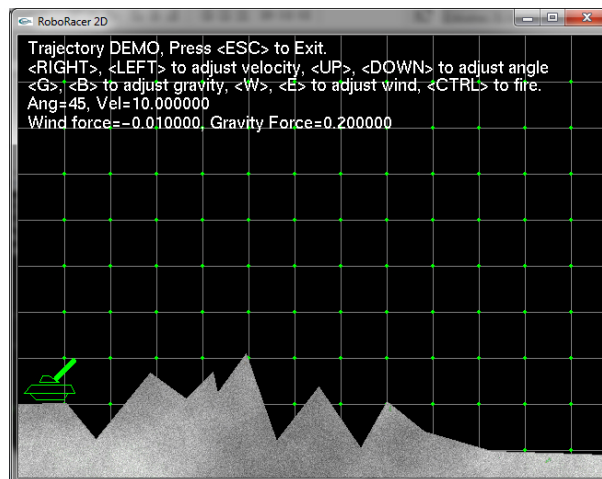 RoboRacer 2D
Trajectory DEMO, Press <ESC> to Exit.
<RIGHT>, <LEFT> to adjust velocity, <UP>, <DOWN> to adjust angle
<G>, <B> to adjust gravity, <W>, <E> to adjust wind, <CTRL> to fire.
Ang=45, Vel=10.000000
Wind force=-0.010000, Gravity Force=0.200000